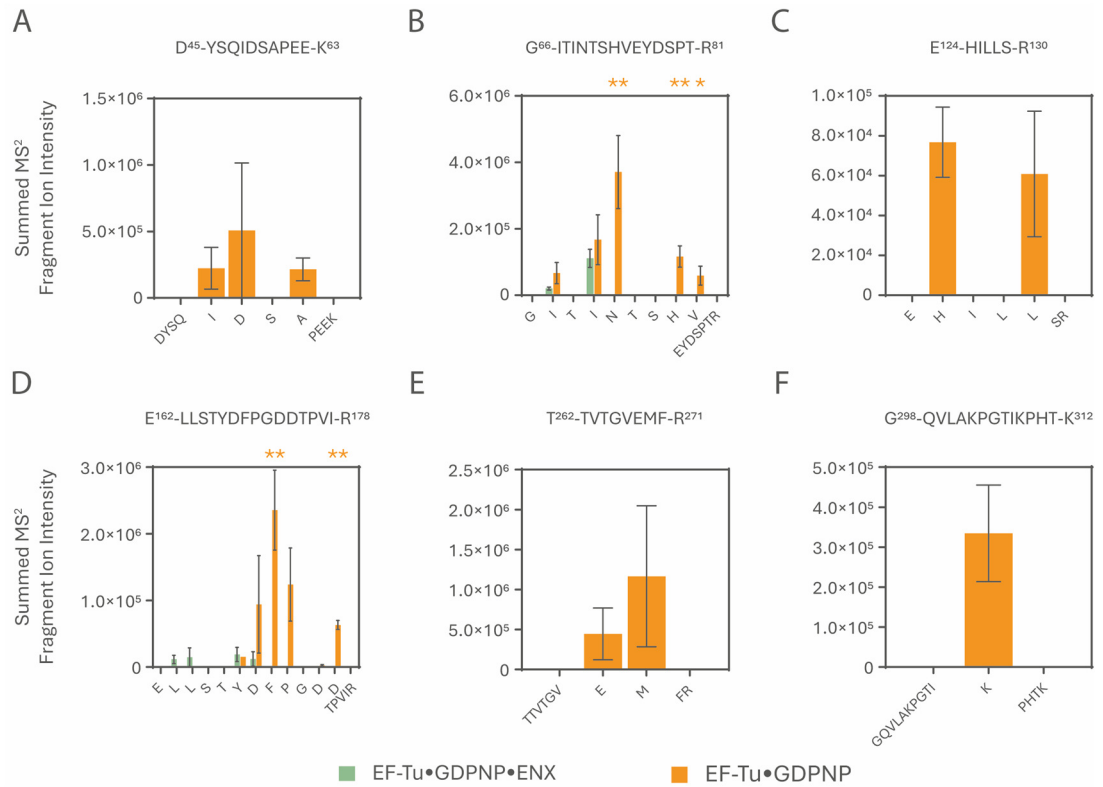 A
B
C
D⁴⁵-YSQIDSAPEE-K⁶³
G⁶⁶-ITINTSHVEYDSPT-R⁸¹
E¹²⁴-HILLS-R¹³⁰
Summed MS²
Fragment Ion Intensity
1.5×10⁶
1.0×10⁶
5.0×10⁵
0
DYSQ
I
D
S
A
PEEK
** ** *
6.0×10⁶
4.0×10⁶
2.0×10⁵
0
G
I
T
I
N
T
S
H
V
EYDSPTR
1.0×10⁵
8.0×10⁴
6.0×10⁴
4.0×10⁴
2.0×10⁴
0
E
H
I
L
L
SR
D
E
F
E¹⁶²-LLSTYDFPGDDTPVI-R¹⁷⁸
T²⁶²-TVTGVEMF-R²⁷¹
G²⁹⁸-QVLAKPGTIKPHT-K³¹²
Summed MS²
Fragment Ion Intensity
** **
3.0×10⁶
2.0×10⁶
1.0×10⁵
0
E
L
L
S
T
Y
D
F
P
G
D
D
TPVIR
2.5×10⁶
2.0×10⁶
1.5×10⁶
1.0×10⁶
5.0×10⁵
0
TTVTGV
E
M
FR
5.0×10⁵
4.0×10⁵
3.0×10⁵
2.0×10⁵
1.0×10⁵
0
GQVLAKPGTI
K
PHTK
EF-Tu•GDPNP•ENX
EF-Tu•GDPNP